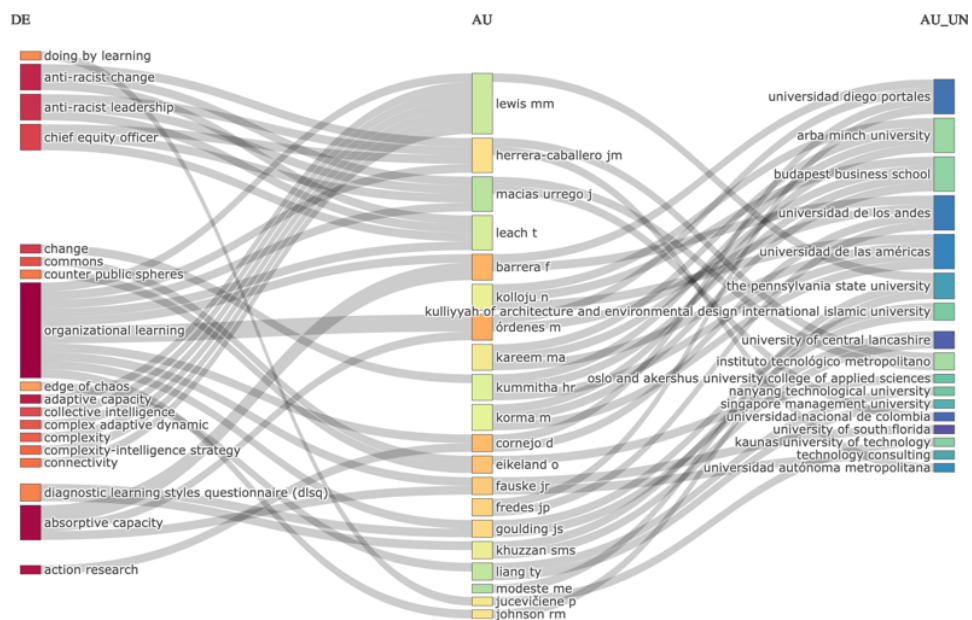 DE
AU
AU_UN
doing by learning
anti-racist change
anti-racist leadership
chief equity officer
change
commons
counter public spheres
organizational learning
edge of chaos
adaptive capacity
collective intelligence
complex adaptive dynamic
complexity
complexity-intelligence strategy
connectivity
diagnostic learning styles questionnaire (dlsq)
absorptive capacity
action research
lewis mm
herrera-caballero jm
macias urrego j
leach t
barrera f
kolloju n
órdenes m
kareem ma
kummitha hr
korma m
cornejo d
eikeland o
fauske jr
fredes jp
goulding js
khuzzan sms
liang ty
modeste me
jucevičiene p
johnson rm
universidad diego portales
arba minch university
budapest business school
universidad de los andes
universidad de las américas
the pennsylvania state university
kulliyyah of architecture and environmental design international islamic university
university of central lancashire
instituto tecnológico metropolitano
oslo and akershus university college of applied sciences
nanyang technological university
singapore management university
universidad nacional de colombia
university of south florida
kaunas university of technology
technology consulting
universidad autónoma metropolitana